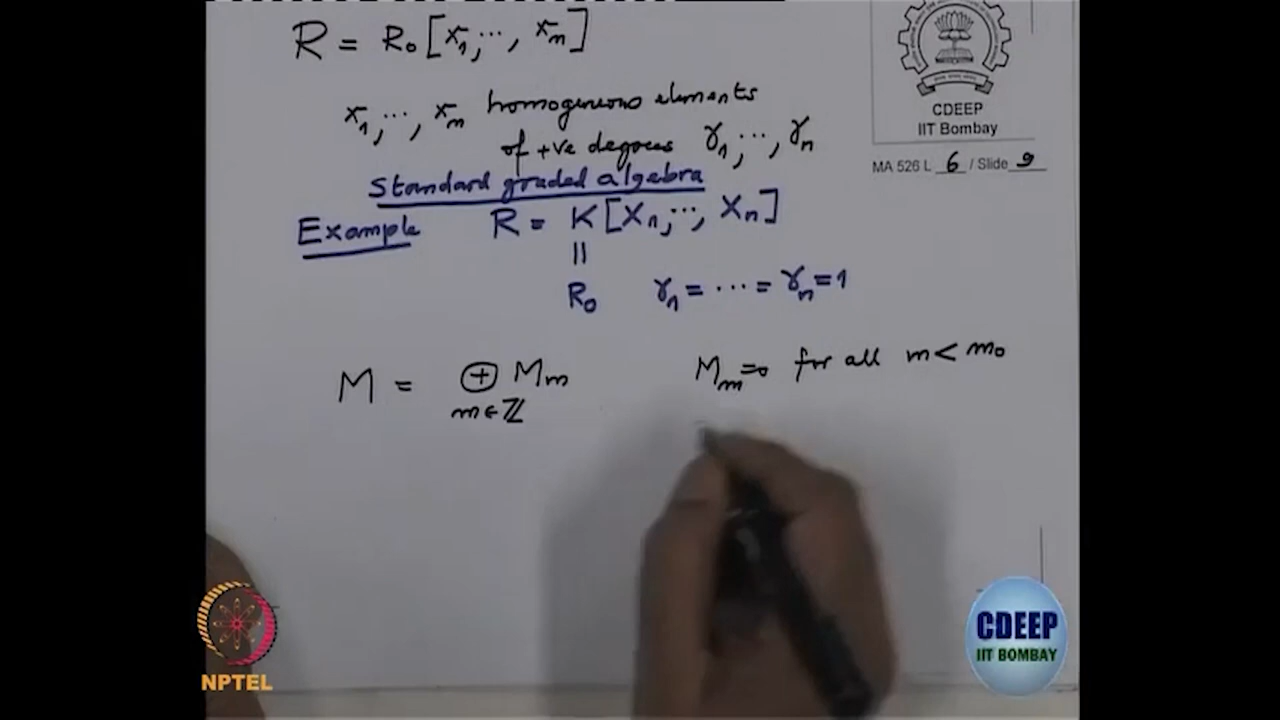 R = R₀[x₁,⋯, xₙ]
x₁,⋯, xₙ homogeneous elements
of +ve degrees γ₁,⋯, γₙ
Standard graded algebra
Example R = K[X₁,⋯, Xₙ]
॥
R₀ γ₁ = ⋯ = γₙ = 1
M = ⊕ Mₘ Mₘ = 0 for all m < m₀
m∈ℤ
CDEEP
IIT Bombay
MA 526 L 6 / Slide 9
NPTEL
CDEEP
IIT BOMBAY